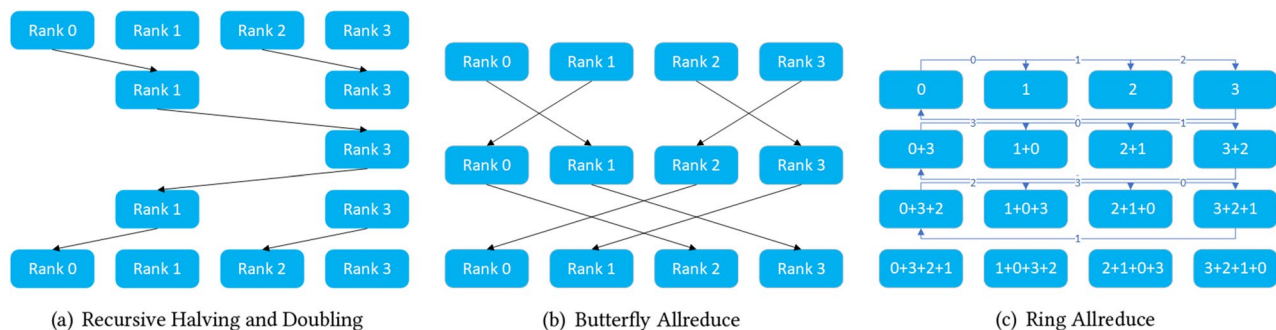 Rank 0 Rank 1 Rank 2 Rank 3
Rank 1 Rank 3
Rank 3
Rank 1 Rank 3
Rank 0 Rank 1 Rank 2 Rank 3
(a) Recursive Halving and Doubling
Rank 0 Rank 1 Rank 2 Rank 3
Rank 0 Rank 1 Rank 2 Rank 3
Rank 0 Rank 1 Rank 2 Rank 3
(b) Butterfly Allreduce
0 1 2
0 1 2 3
3 0 1
0+3 1+0 2+1 3+2
2 3 0
0+3+2 1+0+3 2+1+0 3+2+1
1
0+3+2+1 1+0+3+2 2+1+0+3 3+2+1+0
(c) Ring Allreduce